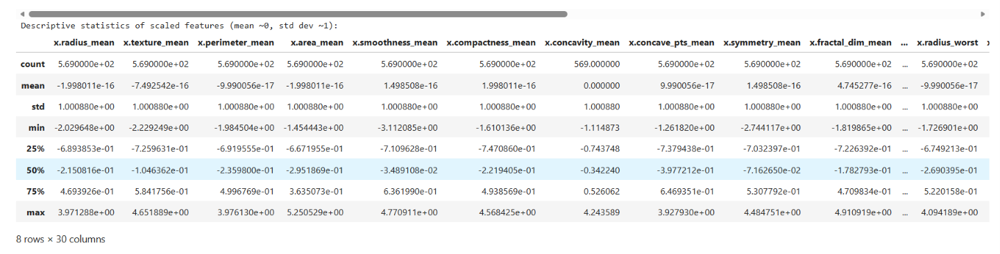 Descriptive statistics of scaled features (mean ~0, std dev ~1):
x.radius_mean x.texture_mean x.perimeter_mean x.area_mean x.smoothness_mean x.compactness_mean x.concavity_mean x.concave_pts_mean x.symmetry_mean x.fractal_dim_mean ... x.radius_worst
count 5.690000e+02 5.690000e+02 5.690000e+02 5.690000e+02 5.690000e+02 5.690000e+02 569.000000 5.690000e+02 5.690000e+02 5.690000e+02 ... 5.690000e+02
mean -1.998011e-16 -7.492542e-16 -9.990056e-17 -1.998011e-16 1.498508e-16 1.998011e-16 0.000000 9.990056e-17 1.498508e-16 4.745277e-16 ... -9.990056e-17
std 1.000880e+00 1.000880e+00 1.000880e+00 1.000880e+00 1.000880e+00 1.000880e+00 1.000880 1.000880e+00 1.000880e+00 1.000880e+00 ... 1.000880e+00
min -2.029648e+00 -2.229249e+00 -1.984504e+00 -1.454443e+00 -3.112085e+00 -1.610136e+00 -1.114873 -1.261820e+00 -2.744117e+00 -1.819865e+00 ... -1.726901e+00
25% -6.893853e-01 -7.259631e-01 -6.919555e-01 -6.671955e-01 -7.109628e-01 -7.470860e-01 -0.743748 -7.379438e-01 -7.032397e-01 -7.226392e-01 ... -6.749213e-01
50% -2.150816e-01 -1.046362e-01 -2.359800e-01 -2.951869e-01 -3.489108e-02 -2.219405e-01 -0.342240 -3.977212e-01 -7.162650e-02 -1.782793e-01 ... -2.690395e-01
75% 4.693926e-01 5.841756e-01 4.996769e-01 3.635073e-01 6.361990e-01 4.938569e-01 0.526062 6.469351e-01 5.307792e-01 4.709834e-01 ... 5.220158e-01
max 3.971288e+00 4.651889e+00 3.976130e+00 5.250529e+00 4.770911e+00 4.568425e+00 4.243589 3.927930e+00 4.484751e+00 4.910919e+00 ... 4.094189e+00
8 rows × 30 columns